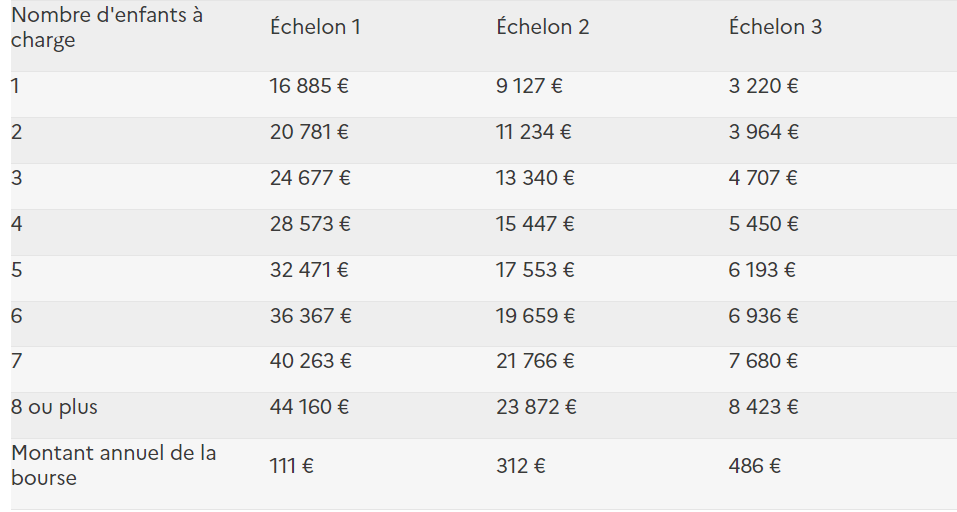 Nombre d'enfants à
charge Échelon 1 Échelon 2 Échelon 3
1 16 885 € 9 127 € 3 220 €
2 20 781 € 11 234 € 3 964 €
3 24 677 € 13 340 € 4 707 €
4 28 573 € 15 447 € 5 450 €
5 32 471 € 17 553 € 6 193 €
6 36 367 € 19 659 € 6 936 €
7 40 263 € 21 766 € 7 680 €
8 ou plus 44 160 € 23 872 € 8 423 €
Montant annuel de la
bourse 111 € 312 € 486 €